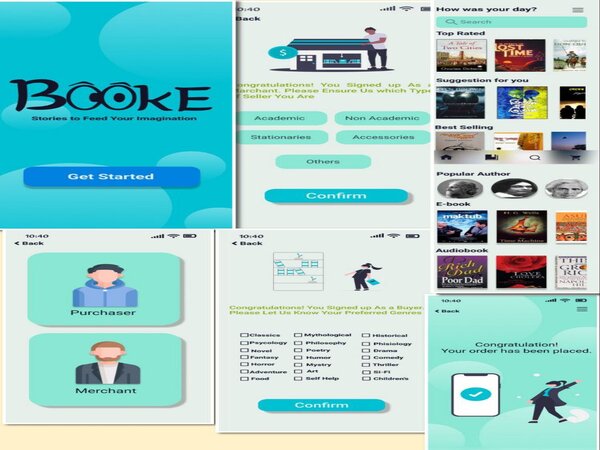 BOOKE
Stories to Feed Your Imagination
Get Started
Back
Congratulations! You Signed up As a
Merchant. Please Ensure Us which Type
of Seller You Are
Academic
Non Academic
Stationaries
Accessories
Others
Confirm
How was your day?
Search
Top Rated
A Tale of
Two Cities
LOST
TIME
Suggestion for you
Best Selling
Popular Author
E-book
maktub
H. G. Wells
Time Machine
Audiobook
Rich
Dad
Poor Dad
LOVE
THIS
10:40
Back
Purchaser
Merchant
10:40
Back
Congratulations! You Signed up As a Buyer
Please Let Us Know Your Preferred Genres
Classics Mythological Historical
Psycology Philosophy Phisiology
Novel Poetry Drama
Fantasy Humor Comedy
Horror Mystery Thriller
Adventure Art Si-Fi
Food Self Help Children's
Confirm
10:40
Back
Congratulation!
Your order has been placed.